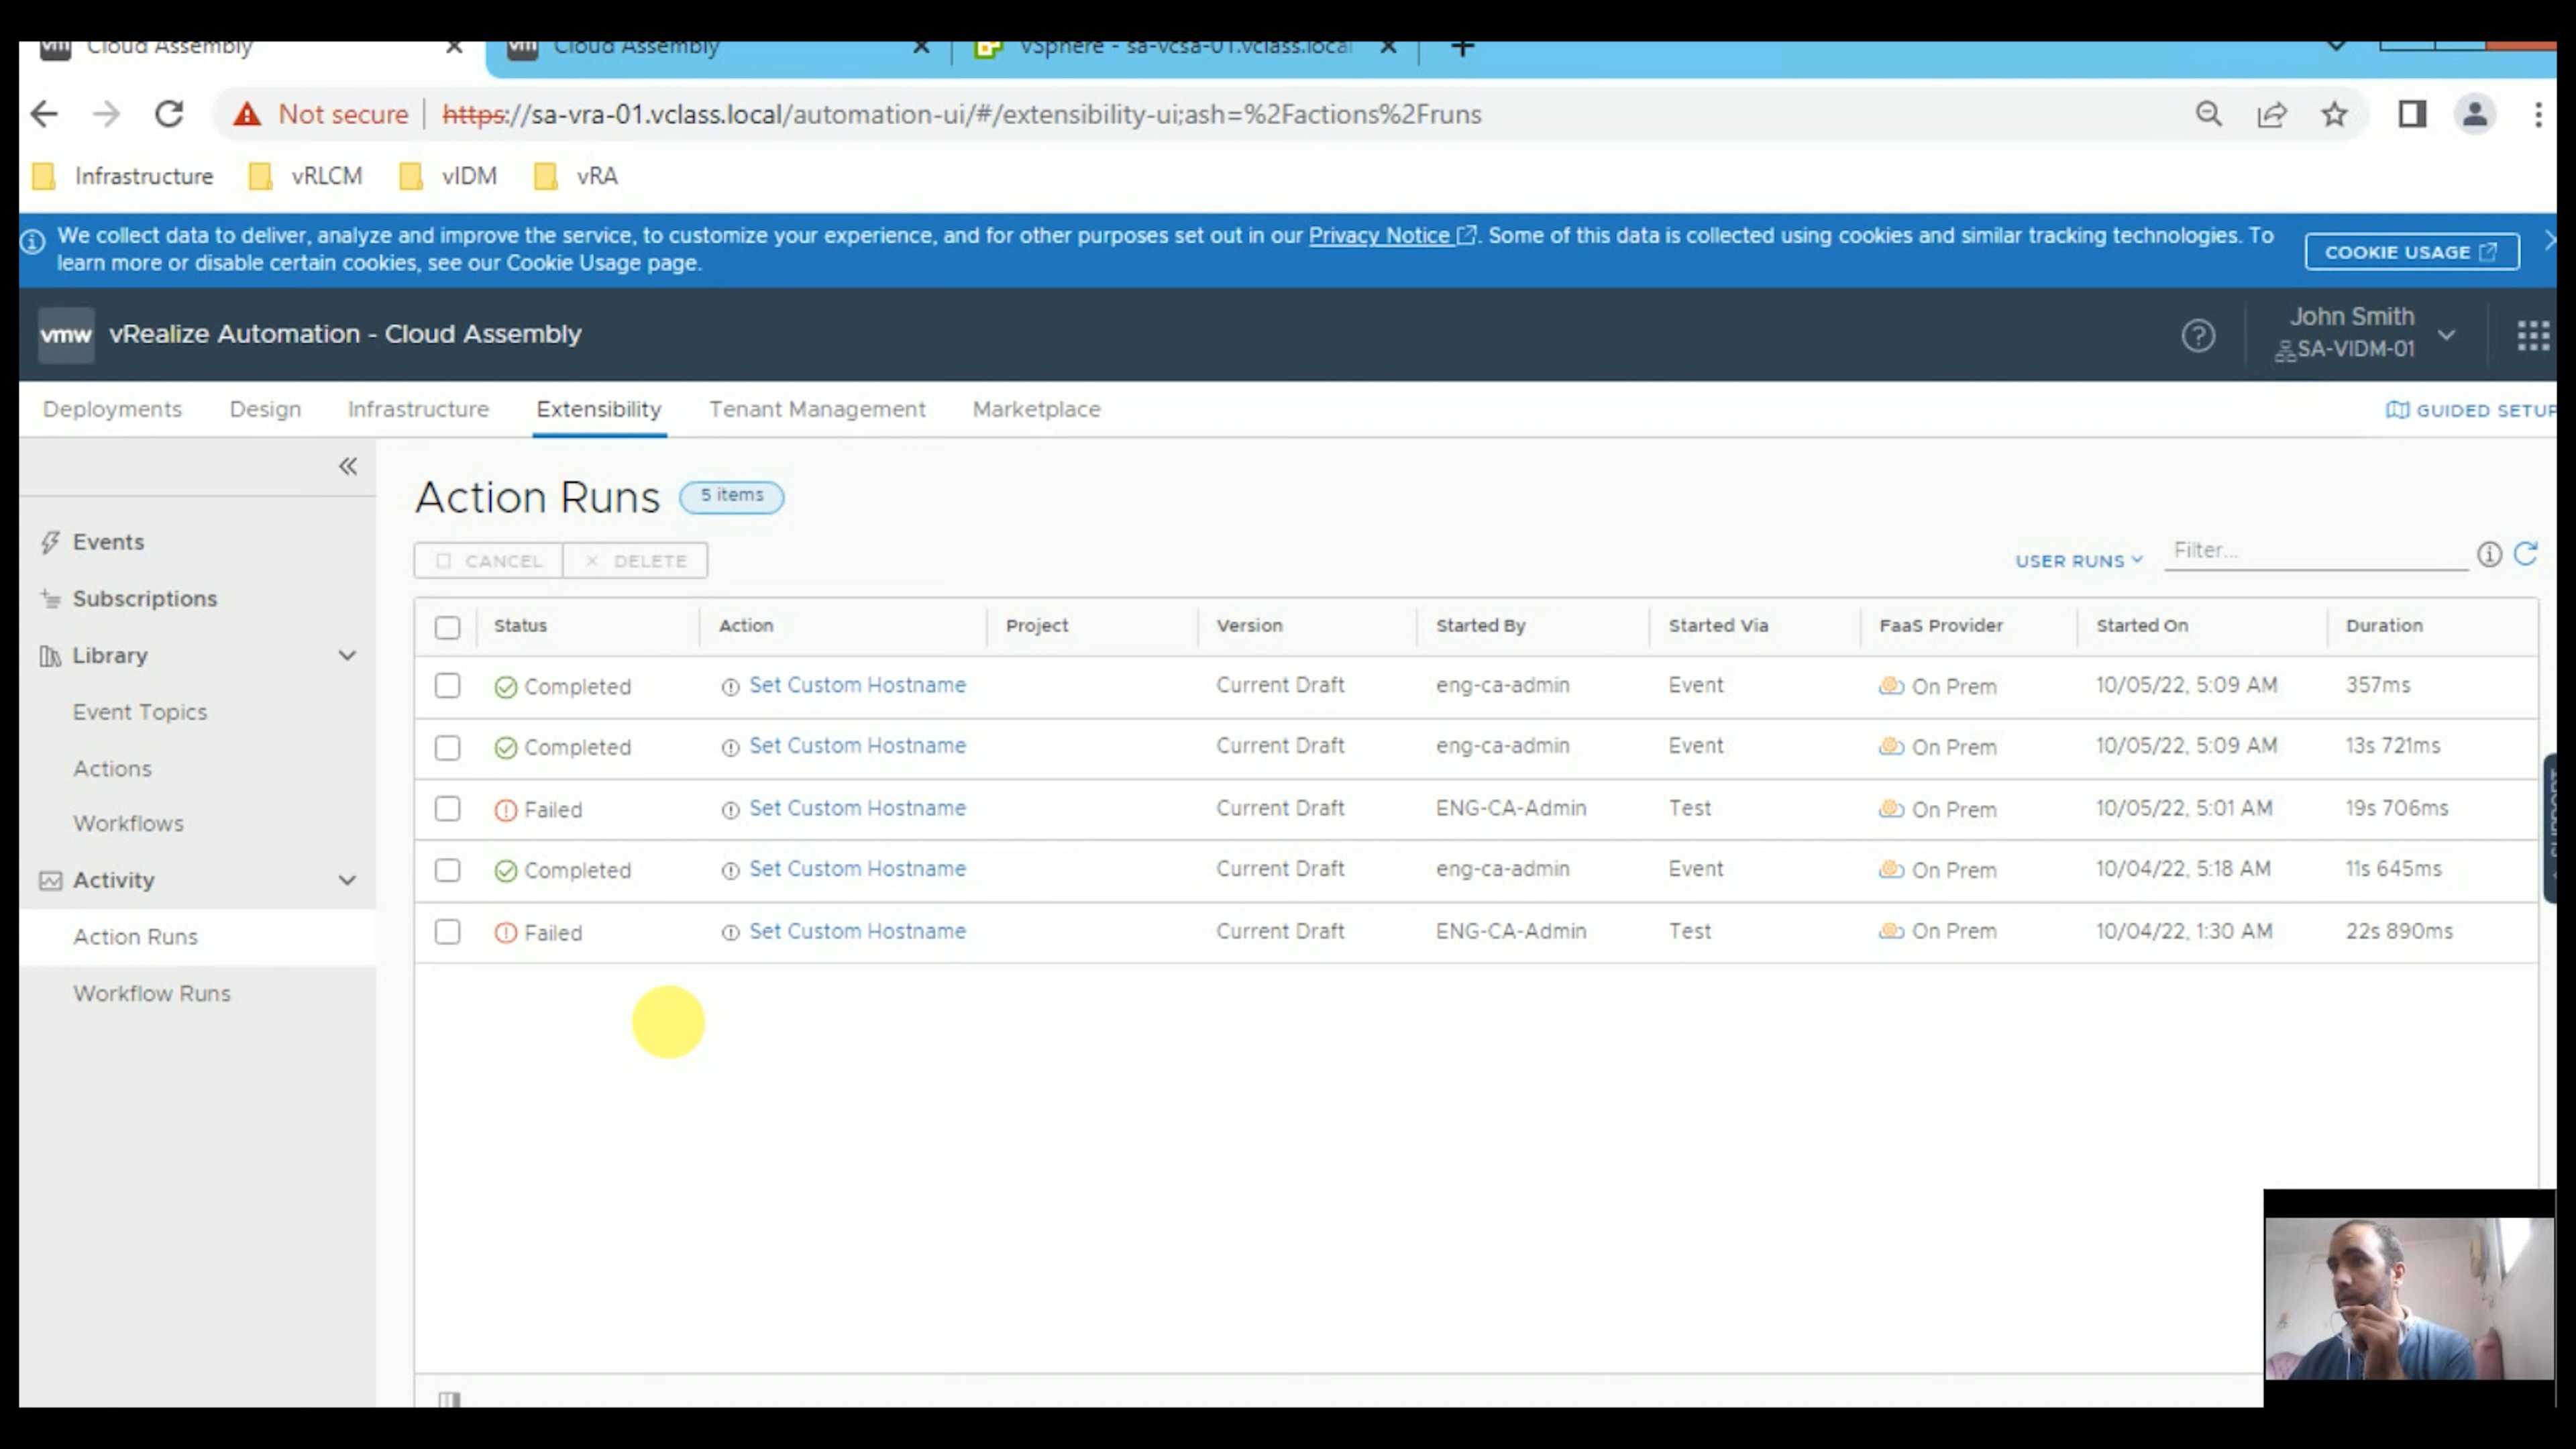 Cloud Assembly
Cloud Assembly
vSphere - sa-vcsa-01.vclass.local
Not secure
https://sa-vra-01.vclass.local/automation-ui/#/extensibility-ui;ash=%2Factions%2Fruns
Infrastructure
vRLCM
vIDM
vRA
We collect data to deliver, analyze and improve the service, to customize your experience, and for other purposes set out in our Privacy Notice. Some of this data is collected using cookies and similar tracking technologies. To
learn more or disable certain cookies, see our Cookie Usage page.
COOKIE USAGE
vmw
vRealize Automation - Cloud Assembly
John Smith
SA-VIDM-01
Deployments
Design
Infrastructure
Extensibility
Tenant Management
Marketplace
GUIDED SETUP
Events
Subscriptions
Library
Event Topics
Actions
Workflows
Activity
Action Runs
Workflow Runs
Action Runs 5 items
CANCEL
DELETE
USER RUNS
Filter...
Status Action Project Version Started By Started Via FaaS Provider Started On Duration
Completed Set Custom Hostname Current Draft eng-ca-admin Event On Prem 10/05/22, 5:09 AM 357ms
Completed Set Custom Hostname Current Draft eng-ca-admin Event On Prem 10/05/22, 5:09 AM 13s 721ms
Failed Set Custom Hostname Current Draft ENG-CA-Admin Test On Prem 10/05/22, 5:01 AM 19s 706ms
Completed Set Custom Hostname Current Draft eng-ca-admin Event On Prem 10/04/22, 5:18 AM 11s 645ms
Failed Set Custom Hostname Current Draft ENG-CA-Admin Test On Prem 10/04/22, 1:30 AM 22s 890ms